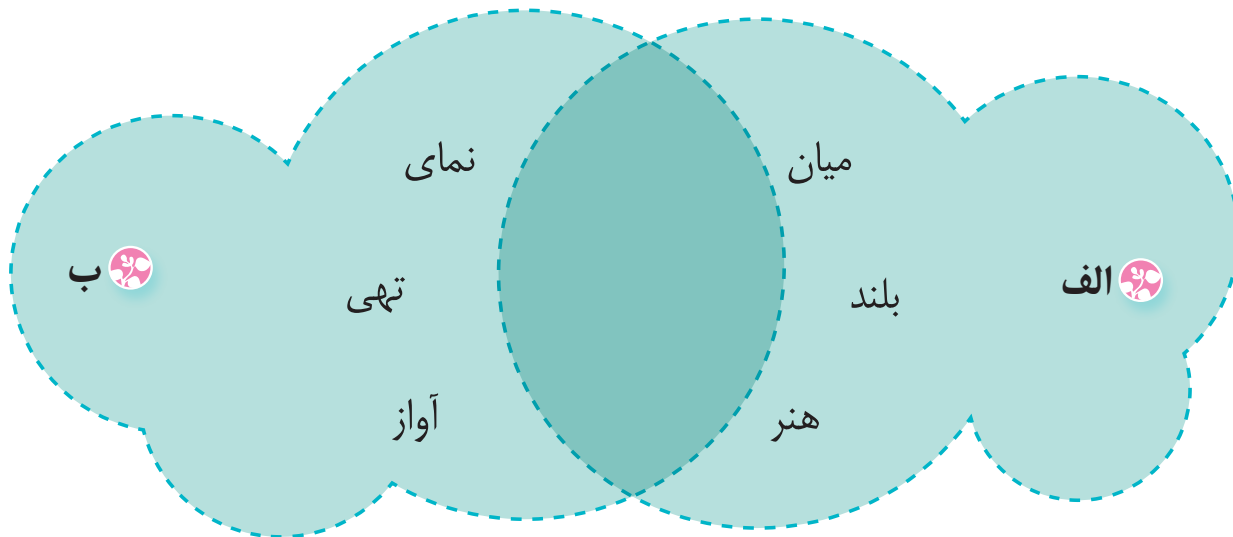 میان
نمای
الف
ب
بلند
تهی
هنر
آواز